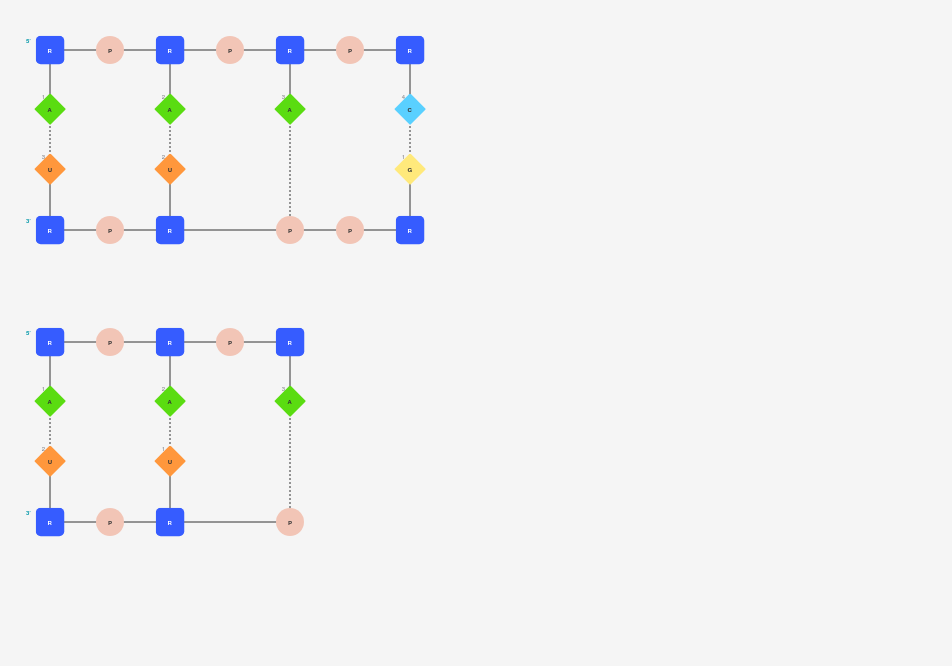 5'
R P R P R P R
1 2 3 4
A A A C
3 2 1
U U G
3'
R P R P P R
5'
R P R P R
1 2 3
A A A
2 1
U U
3'
R P R P